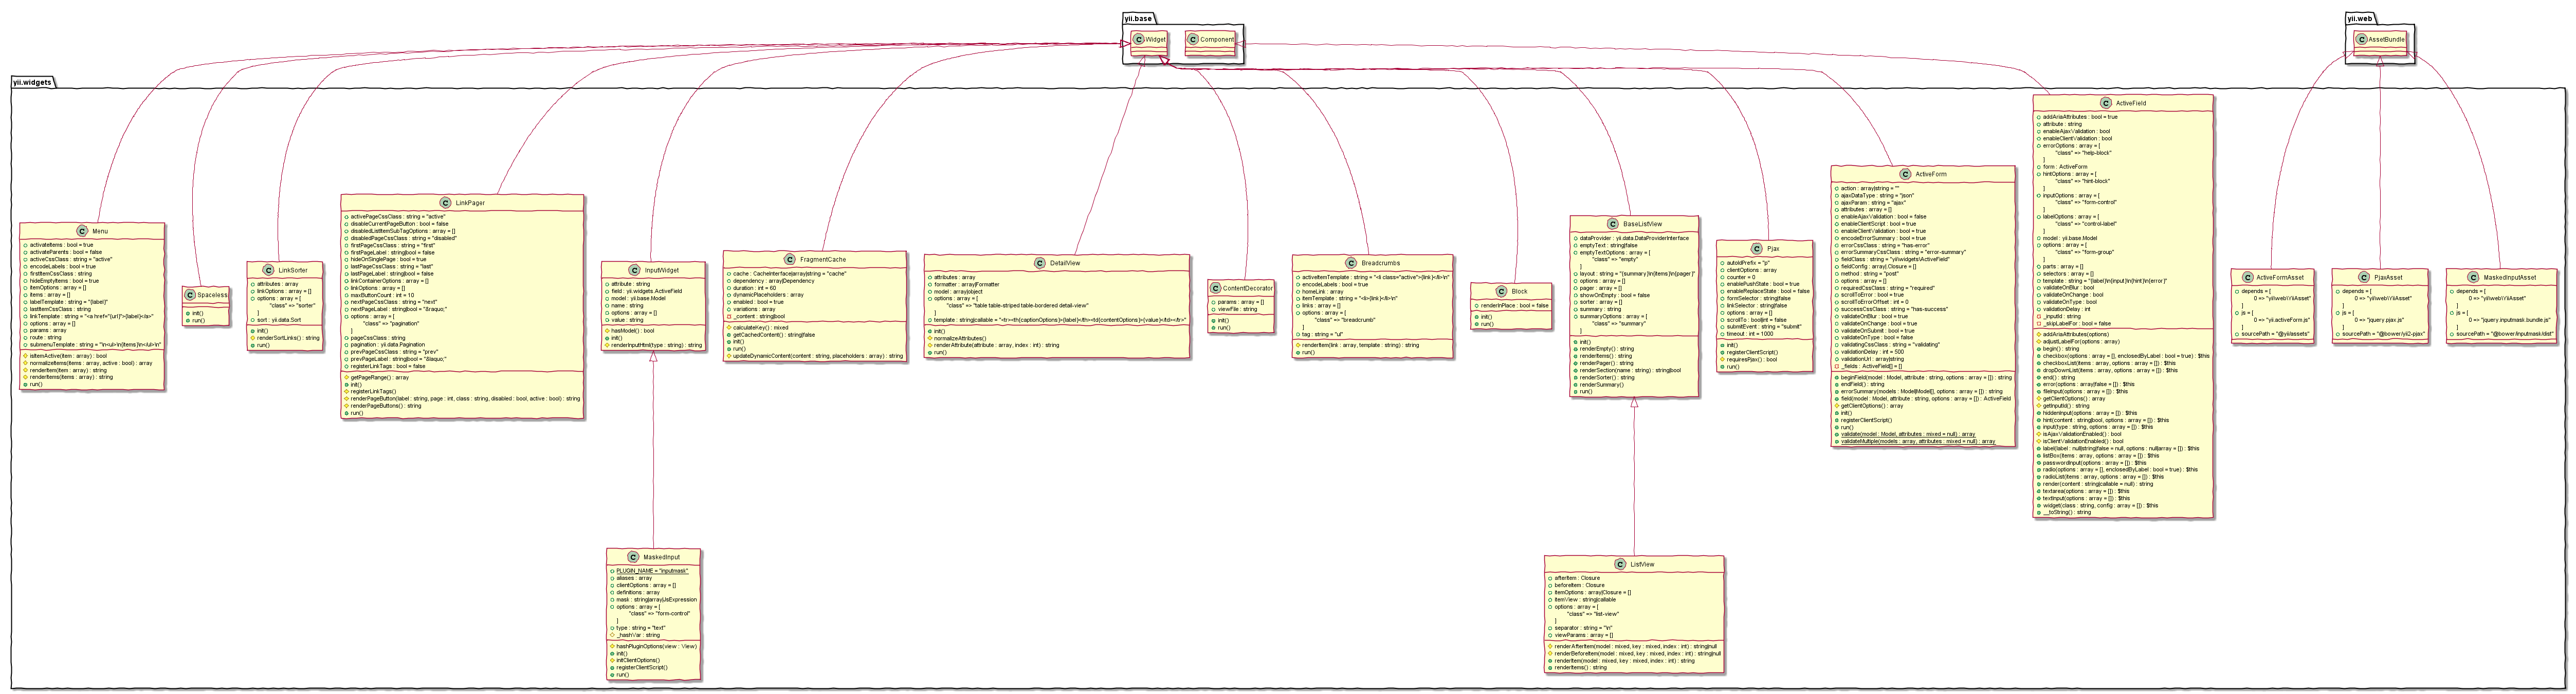 yii.base
Widget
Component
yii.web
AssetBundle
yii.widgets
Menu
activateItems : bool = true
activateParents : bool = false
activeCssClass : string = "active"
encodeLabels : bool = true
firstItemCssClass : string
hideEmptyItems : bool = true
itemOptions : array = []
items : array = []
labelTemplate : string = "{label}"
lastItemCssClass : string
linkTemplate : string = "<a href="{url}">{label}</a>"
options : array = []
params : array
route : string
submenuTemplate : string = "\n<ul>\n{items}\n</ul>\n"
isItemActive(item : array) : bool
normalizeItems(items : array, active : bool) : array
renderItem(item : array) : string
renderItems(items : array) : string
run()
Spaceless
init()
run()
LinkSorter
attributes : array
linkOptions : array = []
options : array = [
"class" => "sorter"
]
sort : yii.data.Sort
init()
renderSortLinks() : string
run()
LinkPager
activePageCssClass : string = "active"
disableCurrentPageButton : bool = false
disabledListItemSubTagOptions : array = []
disabledPageCssClass : string = "disabled"
firstPageCssClass : string = "first"
firstPageLabel : string|bool = false
hideOnSinglePage : bool = true
lastPageCssClass : string = "last"
lastPageLabel : string|bool = false
linkContainerOptions : array = []
linkOptions : array = []
maxButtonCount : int = 10
nextPageCssClass : string = "next"
nextPageLabel : string|bool = "&raquo;"
options : array = [
"class" => "pagination"
]
pageCssClass : string
pagination : yii.data.Pagination
prevPageCssClass : string = "prev"
prevPageLabel : string|bool = "&laquo;"
registerLinkTags : bool = false
getPageRange() : array
init()
registerLinkTags()
renderPageButton(label : string, page : int, class : string, disabled : bool, active : bool) : string
renderPageButtons() : string
run()
InputWidget
attribute : string
field : yii.widgets.ActiveField
model : yii.base.Model
name : string
options : array = []
value : string
hasModel() : bool
init()
renderInputHtml(type : string) : string
MaskedInput
PLUGIN_NAME = "inputmask"
aliases : array
clientOptions : array = []
definitions : array
mask : string|array|JsExpression
options : array = [
"class" => "form-control"
]
type : string = "text"
_hashVar : string
hashPluginOptions(view : View)
init()
initClientOptions()
registerClientScript()
run()
FragmentCache
cache : CacheInterface|array|string = "cache"
dependency : array|Dependency
duration : int = 60
dynamicPlaceholders : array
enabled : bool = true
variations : array
_content : string|bool
calculateKey() : mixed
getCachedContent() : string|false
init()
run()
updateDynamicContent(content : string, placeholders : array) : string
DetailView
attributes : array
formatter : array|Formatter
model : array|object
options : array = [
"class" => "table table-striped table-bordered detail-view"
]
template : string|callable = "<tr><th{captionOptions}>{label}</th><td{contentOptions}>{value}</td></tr>"
init()
normalizeAttributes()
renderAttribute(attribute : array, index : int) : string
run()
ContentDecorator
params : array = []
viewFile : string
init()
run()
Breadcrumbs
activeItemTemplate : string = "<li class="active">{link}</li>\n"
encodeLabels : bool = true
homeLink : array
itemTemplate : string = "<li>{link}</li>\n"
links : array = []
options : array = [
"class" => "breadcrumb"
]
tag : string = "ul"
renderItem(link : array, template : string) : string
run()
Block
renderInPlace : bool = false
init()
run()
BaseListView
dataProvider : yii.data.DataProviderInterface
emptyText : string|false
emptyTextOptions : array = [
"class" => "empty"
]
layout : string = "{summary}\n{items}\n{pager}"
options : array = []
pager : array = []
showOnEmpty : bool = false
sorter : array = []
summary : string
summaryOptions : array = [
"class" => "summary"
]
init()
renderEmpty() : string
renderItems() : string
renderPager() : string
renderSection(name : string) : string|bool
renderSorter() : string
renderSummary()
run()
ListView
afterItem : Closure
beforeItem : Closure
itemOptions : array|Closure = []
itemView : string|callable
options : array = [
"class" => "list-view"
]
separator : string = "\n"
viewParams : array = []
renderAfterItem(model : mixed, key : mixed, index : int) : string|null
renderBeforeItem(model : mixed, key : mixed, index : int) : string|null
renderItem(model : mixed, key : mixed, index : int) : string
renderItems() : string
Pjax
autoIdPrefix = "p"
clientOptions : array
counter = 0
enablePushState : bool = true
enableReplaceState : bool = false
formSelector : string|false
linkSelector : string|false
options : array = []
scrollTo : bool|int = false
submitEvent : string = "submit"
timeout : int = 1000
init()
registerClientScript()
requiresPjax() : bool
run()
ActiveForm
action : array|string = ""
ajaxDataType : string = "json"
ajaxParam : string = "ajax"
attributes : array = []
enableAjaxValidation : bool = false
enableClientScript : bool = true
enableClientValidation : bool = true
encodeErrorSummary : bool = true
errorCssClass : string = "has-error"
errorSummaryCssClass : string = "error-summary"
fieldClass : string = "yii\widgets\ActiveField"
fieldConfig : array|.Closure = []
method : string = "post"
options : array = []
requiredCssClass : string = "required"
scrollToError : bool = true
scrollToErrorOffset : int = 0
successCssClass : string = "has-success"
validateOnBlur : bool = true
validateOnChange : bool = true
validateOnSubmit : bool = true
validateOnType : bool = false
validatingCssClass : string = "validating"
validationDelay : int = 500
validationUrl : array|string
_fields : ActiveField[] = []
beginField(model : Model, attribute : string, options : array = []) : string
endField() : string
errorSummary(models : Model|Model[], options : array = []) : string
field(model : Model, attribute : string, options : array = []) : ActiveField
getClientOptions() : array
init()
registerClientScript()
run()
validate(model : Model, attributes : mixed = null) : array
validateMultiple(models : array, attributes : mixed = null) : array
ActiveField
addAriaAttributes : bool = true
attribute : string
enableAjaxValidation : bool
enableClientValidation : bool
errorOptions : array = [
"class" => "help-block"
]
form : ActiveForm
hintOptions : array = [
"class" => "hint-block"
]
inputOptions : array = [
"class" => "form-control"
]
labelOptions : array = [
"class" => "control-label"
]
model : yii.base.Model
options : array = [
"class" => "form-group"
]
parts : array = []
selectors : array = []
template : string = "{label}\n{input}\n{hint}\n{error}"
validateOnBlur : bool
validateOnChange : bool
validateOnType : bool
validationDelay : int
_inputId : string
_skipLabelFor : bool = false
addAriaAttributes(options)
adjustLabelFor(options : array)
begin() : string
checkbox(options : array = [], enclosedByLabel : bool = true) : $this
checkboxList(items : array, options : array = []) : $this
dropDownList(items : array, options : array = []) : $this
end() : string
error(options : array|false = []) : $this
fileInput(options : array = []) : $this
getClientOptions() : array
getInputId() : string
hiddenInput(options : array = []) : $this
hint(content : string|bool, options : array = []) : $this
input(type : string, options : array = []) : $this
isAjaxValidationEnabled() : bool
isClientValidationEnabled() : bool
label(label : null|string|false = null, options : null|array = []) : $this
listBox(items : array, options : array = []) : $this
passwordInput(options : array = []) : $this
radio(options : array = [], enclosedByLabel : bool = true) : $this
radioList(items : array, options : array = []) : $this
render(content : string|callable = null) : string
textarea(options : array = []) : $this
textInput(options : array = []) : $this
widget(class : string, config : array = []) : $this
__toString() : string
ActiveFormAsset
depends = [
0 => "yii\web\YiiAsset"
]
js = [
0 => "yii.activeForm.js"
]
sourcePath = "@yii/assets"
PjaxAsset
depends = [
0 => "yii\web\YiiAsset"
]
js = [
0 => "jquery.pjax.js"
]
sourcePath = "@bower/yii2-pjax"
MaskedInputAsset
depends = [
0 => "yii\web\YiiAsset"
]
js = [
0 => "jquery.inputmask.bundle.js"
]
sourcePath = "@bower/inputmask/dist"